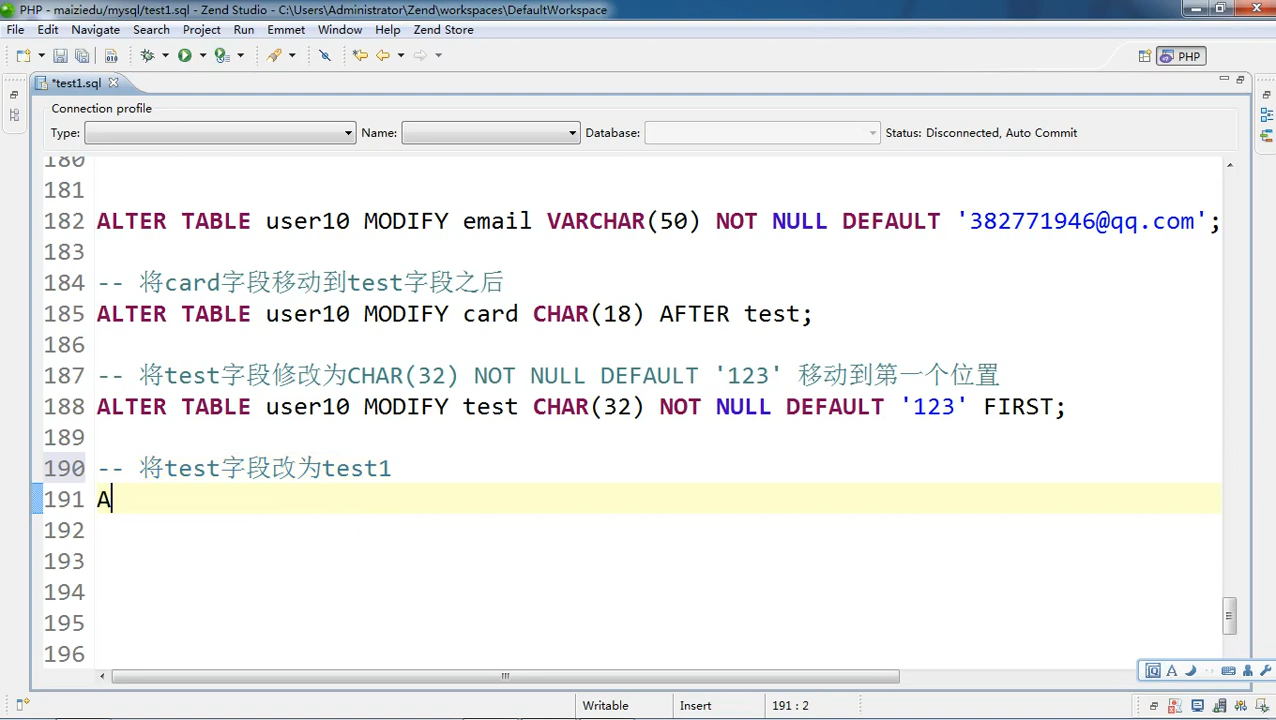 PHP - maiziedu/mysql/test1.sql - Zend Studio - C:\Users\Administrator\Zend\workspaces\DefaultWorkspace
File Edit Navigate Search Project Run Emmet Window Help Zend Store
PHP
*test1.sql
Connection profile
Type: Name: Database: Status: Disconnected, Auto Commit
180
181
182 ALTER TABLE user10 MODIFY email VARCHAR(50) NOT NULL DEFAULT '382771946@qq.com';
183
184 -- 将card字段移动到test字段之后
185 ALTER TABLE user10 MODIFY card CHAR(18) AFTER test;
186
187 -- 将test字段修改为CHAR(32) NOT NULL DEFAULT '123' 移动到第一个位置
188 ALTER TABLE user10 MODIFY test CHAR(32) NOT NULL DEFAULT '123' FIRST;
189
190 -- 将test字段改为test1
191 A
192
193
194
195
196
Writable Insert 191 : 2